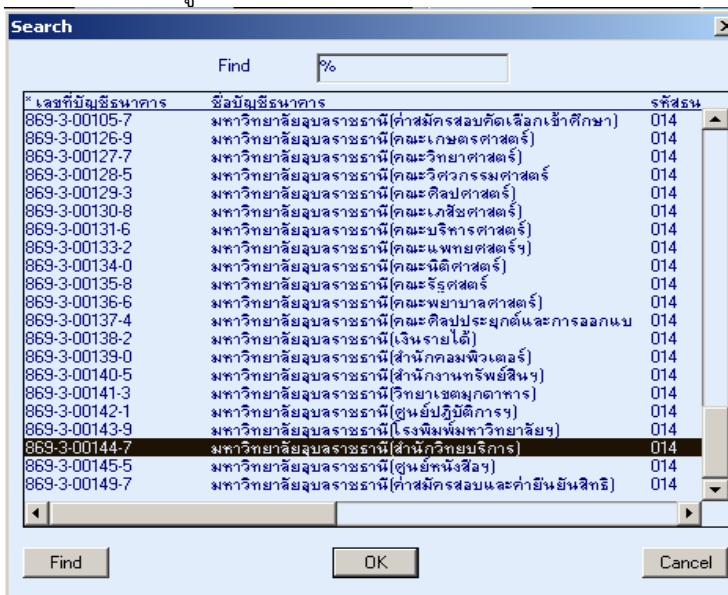 Search
Find %
* เลขที่บัญชีธนาคาร ชื่อบัญชีธนาคาร รหัสธน
869-3-00105-7 มหาวิทยาลัยอุบลราชธานี(ค่าสมัครสอบคัดเลือกเข้าศึกษา) 014
869-3-00126-9 มหาวิทยาลัยอุบลราชธานี(คณะเกษตรศาสตร์) 014
869-3-00127-7 มหาวิทยาลัยอุบลราชธานี(คณะวิทยาศาสตร์) 014
869-3-00128-5 มหาวิทยาลัยอุบลราชธานี(คณะวิศวกรรมศาสตร์ 014
869-3-00129-3 มหาวิทยาลัยอุบลราชธานี(คณะศิลปศาสตร์) 014
869-3-00130-8 มหาวิทยาลัยอุบลราชธานี(คณะเภสัชศาสตร์) 014
869-3-00131-6 มหาวิทยาลัยอุบลราชธานี(คณะบริหารศาสตร์) 014
869-3-00133-2 มหาวิทยาลัยอุบลราชธานี(คณะแพทยศาสตร์ฯ) 014
869-3-00134-0 มหาวิทยาลัยอุบลราชธานี(คณะนิติศาสตร์) 014
869-3-00135-8 มหาวิทยาลัยอุบลราชธานี(คณะรัฐศาสตร์ 014
869-3-00136-6 มหาวิทยาลัยอุบลราชธานี(คณะพยาบาลศาสตร์) 014
869-3-00137-4 มหาวิทยาลัยอุบลราชธานี(คณะศิลปประยุกต์และการออกแบ 014
869-3-00138-2 มหาวิทยาลัยอุบลราชธานี(เงินรายได้) 014
869-3-00139-0 มหาวิทยาลัยอุบลราชธานี(สำนักคอมพิวเตอร์) 014
869-3-00140-5 มหาวิทยาลัยอุบลราชธานี(สำนักงานทรัพย์สินฯ) 014
869-3-00141-3 มหาวิทยาลัยอุบลราชธานี(วิทยาเขตมุกดาหาร) 014
869-3-00142-1 มหาวิทยาลัยอุบลราชธานี(ศูนย์ปฏิบัติการฯ) 014
869-3-00143-9 มหาวิทยาลัยอุบลราชธานี(โรงพิมพ์มหาวิทยาลัยฯ) 014
869-3-00144-7 มหาวิทยาลัยอุบลราชธานี(สำนักวิทยบริการ) 014
869-3-00145-5 มหาวิทยาลัยอุบลราชธานี(ศูนย์หนังสือฯ) 014
869-3-00149-7 มหาวิทยาลัยอุบลราชธานี(ค่าสมัครสอบและค่ายืนยันสิทธิ) 014
Find OK Cancel